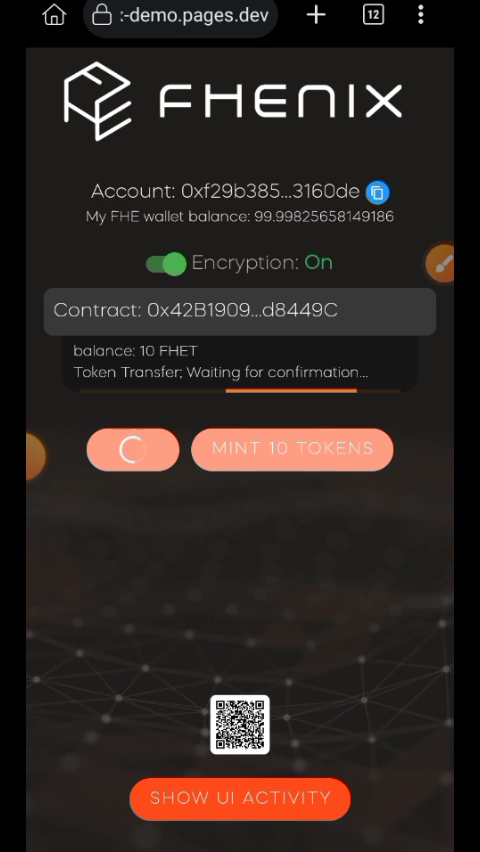 :-demo.pages.dev
12
FHENIX
Account: 0xf29b385...3160de
My FHE wallet balance: 99.99825658149186
Encryption: On
Contract: 0x42B1909...d8449C
balance: 10 FHET
Token Transfer; Waiting for confirmation...
MINT 10 TOKENS
SHOW UI ACTIVITY